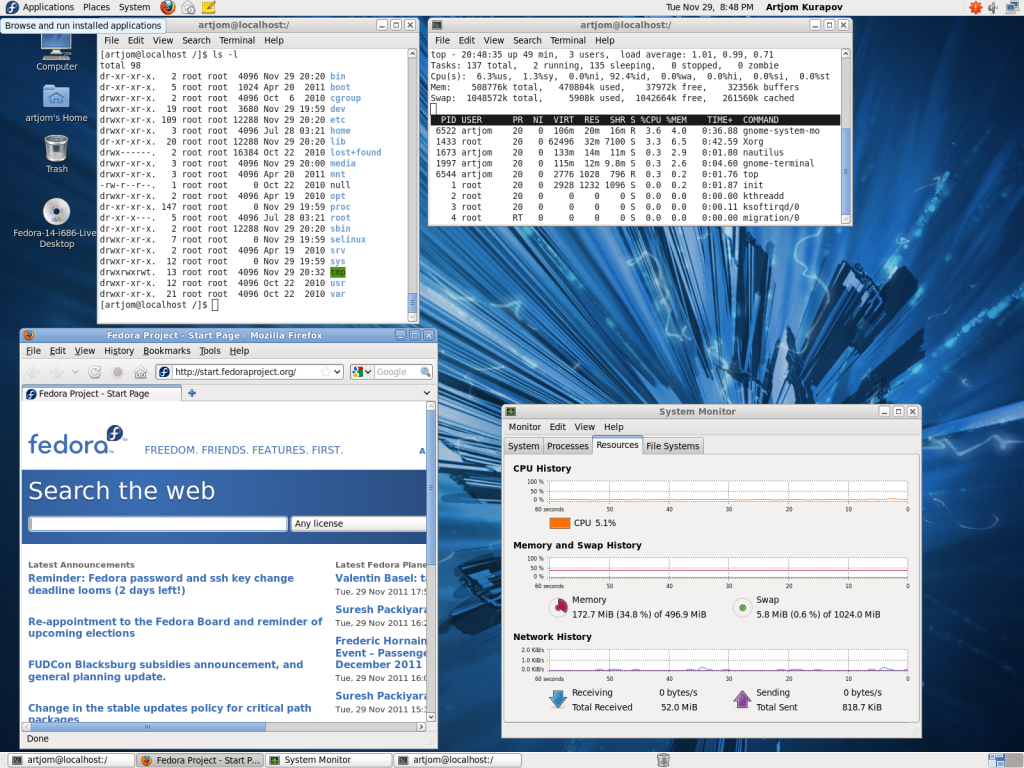 Applications Places System
Tue Nov 29, 8:48 PM Artjom Kurapov
Browse and run installed applications
Computer
artjom's Home
Trash
Fedora-14-i686-Live
Desktop
artjom@localhost:/
File Edit View Search Terminal Help
[artjom@localhost /]$ ls -l
total 98
dr-xr-xr-x. 2 root root 4096 Nov 29 20:20 bin
dr-xr-xr-x. 5 root root 1024 Apr 20 2011 boot
drwxr-xr-x. 2 root root 4096 Oct 6 2010 cgroup
drwxr-xr-x. 19 root root 3680 Nov 29 19:59 dev
drwxr-xr-x. 109 root root 12288 Nov 29 20:20 etc
drwxr-xr-x. 3 root root 4096 Jul 28 03:21 home
dr-xr-xr-x. 20 root root 12288 Nov 29 20:20 lib
drwx------. 2 root root 16384 Oct 22 2010 lost+found
drwxr-xr-x. 3 root root 4096 Nov 29 20:00 media
drwxr-xr-x. 3 root root 4096 Apr 20 2011 mnt
-rw-r--r--. 1 root root 0 Oct 22 2010 null
drwxr-xr-x. 2 root root 4096 Apr 19 2010 opt
dr-xr-xr-x. 147 root root 0 Nov 29 19:59 proc
dr-xr-x---. 5 root root 4096 Jul 28 03:21 root
dr-xr-xr-x. 2 root root 12288 Nov 29 20:20 sbin
drwxr-xr-x. 7 root root 0 Nov 29 19:59 selinux
drwxr-xr-x. 2 root root 4096 Apr 19 2010 srv
drwxr-xr-x. 12 root root 0 Nov 29 19:59 sys
drwxrwxrwt. 13 root root 4096 Nov 29 20:32 tmp
drwxr-xr-x. 12 root root 4096 Oct 22 2010 usr
drwxr-xr-x. 21 root root 4096 Oct 22 2010 var
[artjom@localhost /]$
artjom@localhost:/
File Edit View Search Terminal Help
top - 20:48:35 up 49 min, 3 users, load average: 1.01, 0.99, 0.71
Tasks: 137 total, 2 running, 135 sleeping, 0 stopped, 0 zombie
Cpu(s): 6.3%us, 1.3%sy, 0.0%ni, 92.4%id, 0.0%wa, 0.0%hi, 0.0%si, 0.0%st
Mem: 508776k total, 470804k used, 37972k free, 32356k buffers
Swap: 1048572k total, 5908k used, 1042664k free, 261560k cached
PID USER PR NI VIRT RES SHR S %CPU %MEM TIME+ COMMAND
6522 artjom 20 0 106m 20m 16m R 3.6 4.0 0:36.88 gnome-system-mo
1433 root 20 0 62496 32m 7100 S 3.3 6.5 0:42.59 Xorg
1673 artjom 20 0 133m 14m 11m S 0.3 2.9 0:01.80 nautilus
1997 artjom 20 0 115m 12m 9.8m S 0.3 2.6 0:04.60 gnome-terminal
6544 artjom 20 0 2776 1028 796 R 0.3 0.2 0:01.76 top
1 root 20 0 2928 1232 1096 S 0.0 0.2 0:01.87 init
2 root 20 0 0 0 0 S 0.0 0.0 0:00.00 kthreadd
3 root 20 0 0 0 0 S 0.0 0.0 0:00.11 ksoftirqd/0
4 root RT 0 0 0 0 S 0.0 0.0 0:00.00 migration/0
Fedora Project - Start Page - Mozilla Firefox
File Edit View History Bookmarks Tools Help
http://start.fedoraproject.org/ Google
Fedora Project - Start Page
fedora™ FREEDOM. FRIENDS. FEATURES. FIRST. A
Search the web
Any license
Latest Announcements
Reminder: Fedora password and ssh key change
deadline looms (2 days left!)
Re-appointment to the Fedora Board and reminder of
upcoming elections
FUDCon Blacksburg subsidies announcement, and
general planning update.
Change in the stable updates policy for critical path
packages
Latest Fedora Plane
Valentin Basel: ta
Tue, 29 Nov 2011 17:5
Suresh Packiyara
Tue, 29 Nov 2011 16:2
Frederic Hornain
Event – Passenge
December 2011
Tue, 29 Nov 2011 16:0
Suresh Packiyara
Tue, 29 Nov 2011 15:
Done
System Monitor
Monitor Edit View Help
System Processes Resources File Systems
CPU History
100 %
50 %
0 %
60 seconds 50 40 30 20 10 0
CPU 5.1%
Memory and Swap History
100 %
50 %
0 %
60 seconds 50 40 30 20 10 0
Memory
172.7 MiB (34.8 %) of 496.9 MiB
Swap
5.8 MiB (0.6 %) of 1024.0 MiB
Network History
2.0 KiB/s
1.0 KiB/s
0.0 KiB/s
60 seconds 50 40 30 20 10 0
Receiving 0 bytes/s
Total Received 52.0 MiB
Sending 0 bytes/s
Total Sent 818.7 KiB
artjom@localhost:/ Fedora Project - Start P... System Monitor artjom@localhost:/